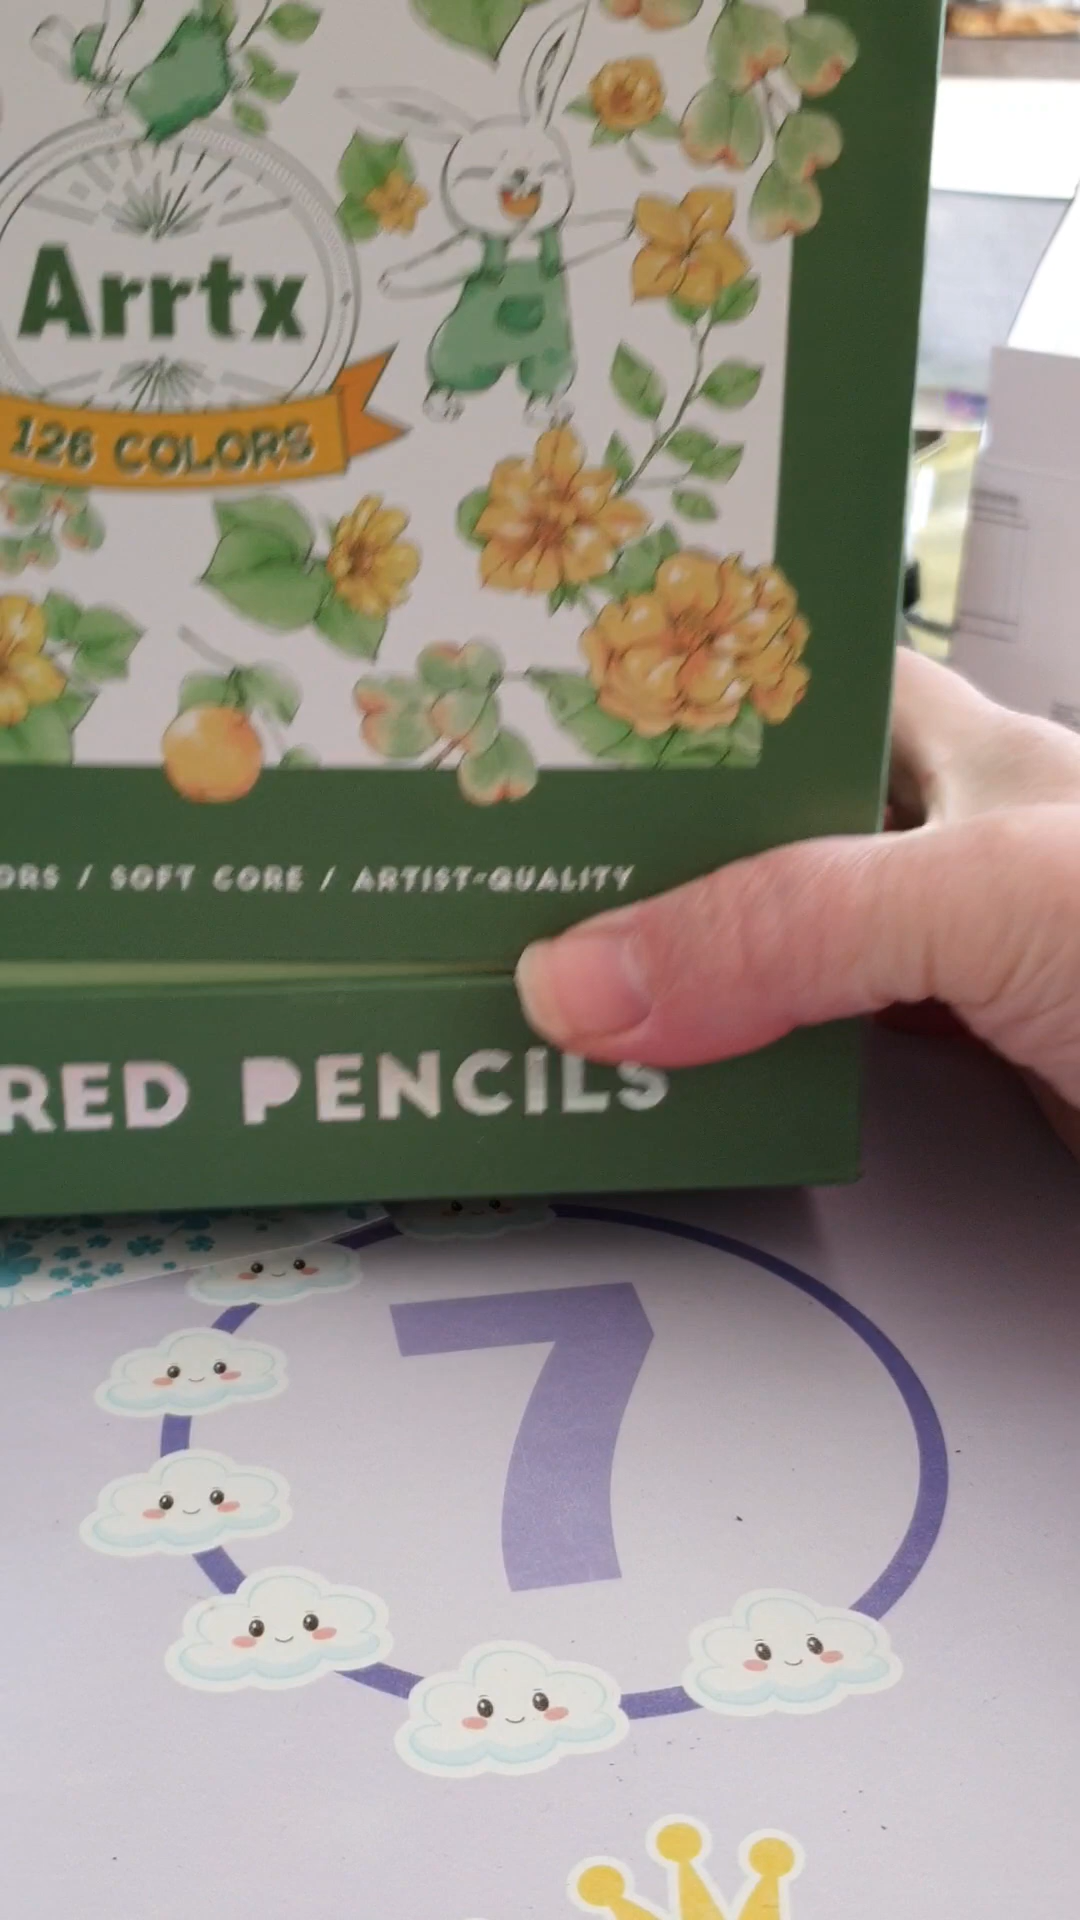 Arrtx
126 COLORS
ORS / SOFT CORE / ARTIST-QUALITY
RED PENCILS
7